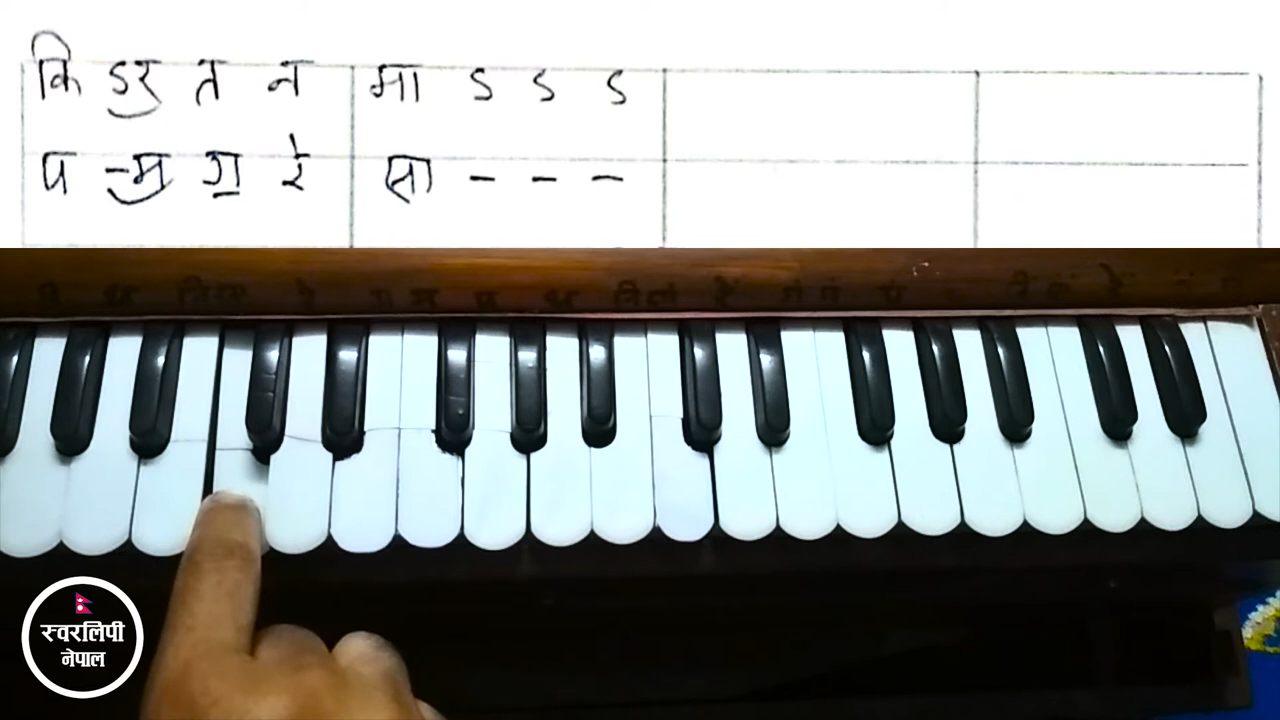 कि ऽर् त न मा ऽ ऽ ऽ
प -म ग॒ रे सा - - -
स्वरलिपी
नेपाल